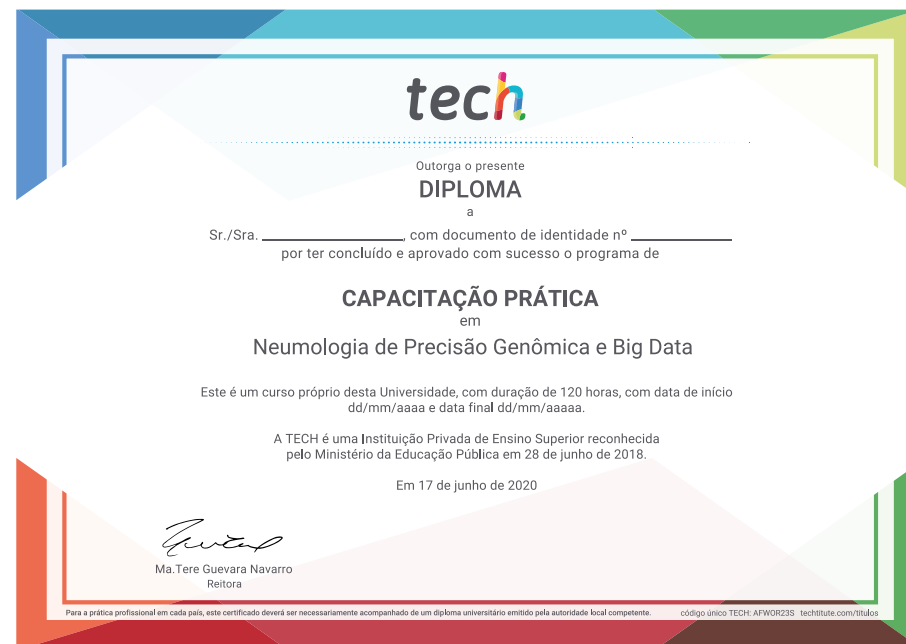 tech
Outorga o presente
DIPLOMA
a
Sr./Sra. ____________________, com documento de identidade nº ______________
por ter concluído e aprovado com sucesso o programa de
CAPACITAÇÃO PRÁTICA
em
Neumologia de Precisão Genômica e Big Data
Este é um curso próprio desta Universidade, com duração de 120 horas, com data de início
dd/mm/aaaa e data final dd/mm/aaaaa.
A TECH é uma Instituição Privada de Ensino Superior reconhecida
pelo Ministério da Educação Pública em 28 de junho de 2018.
Em 17 de junho de 2020
Ma.Tere Guevara Navarro
Reitora
Para a prática profissional em cada país, este certificado deverá ser necessariamente acompanhado de um diploma universitário emitido pela autoridade local competente. código único TECH: AFWOR23S techtitute.com/titulos